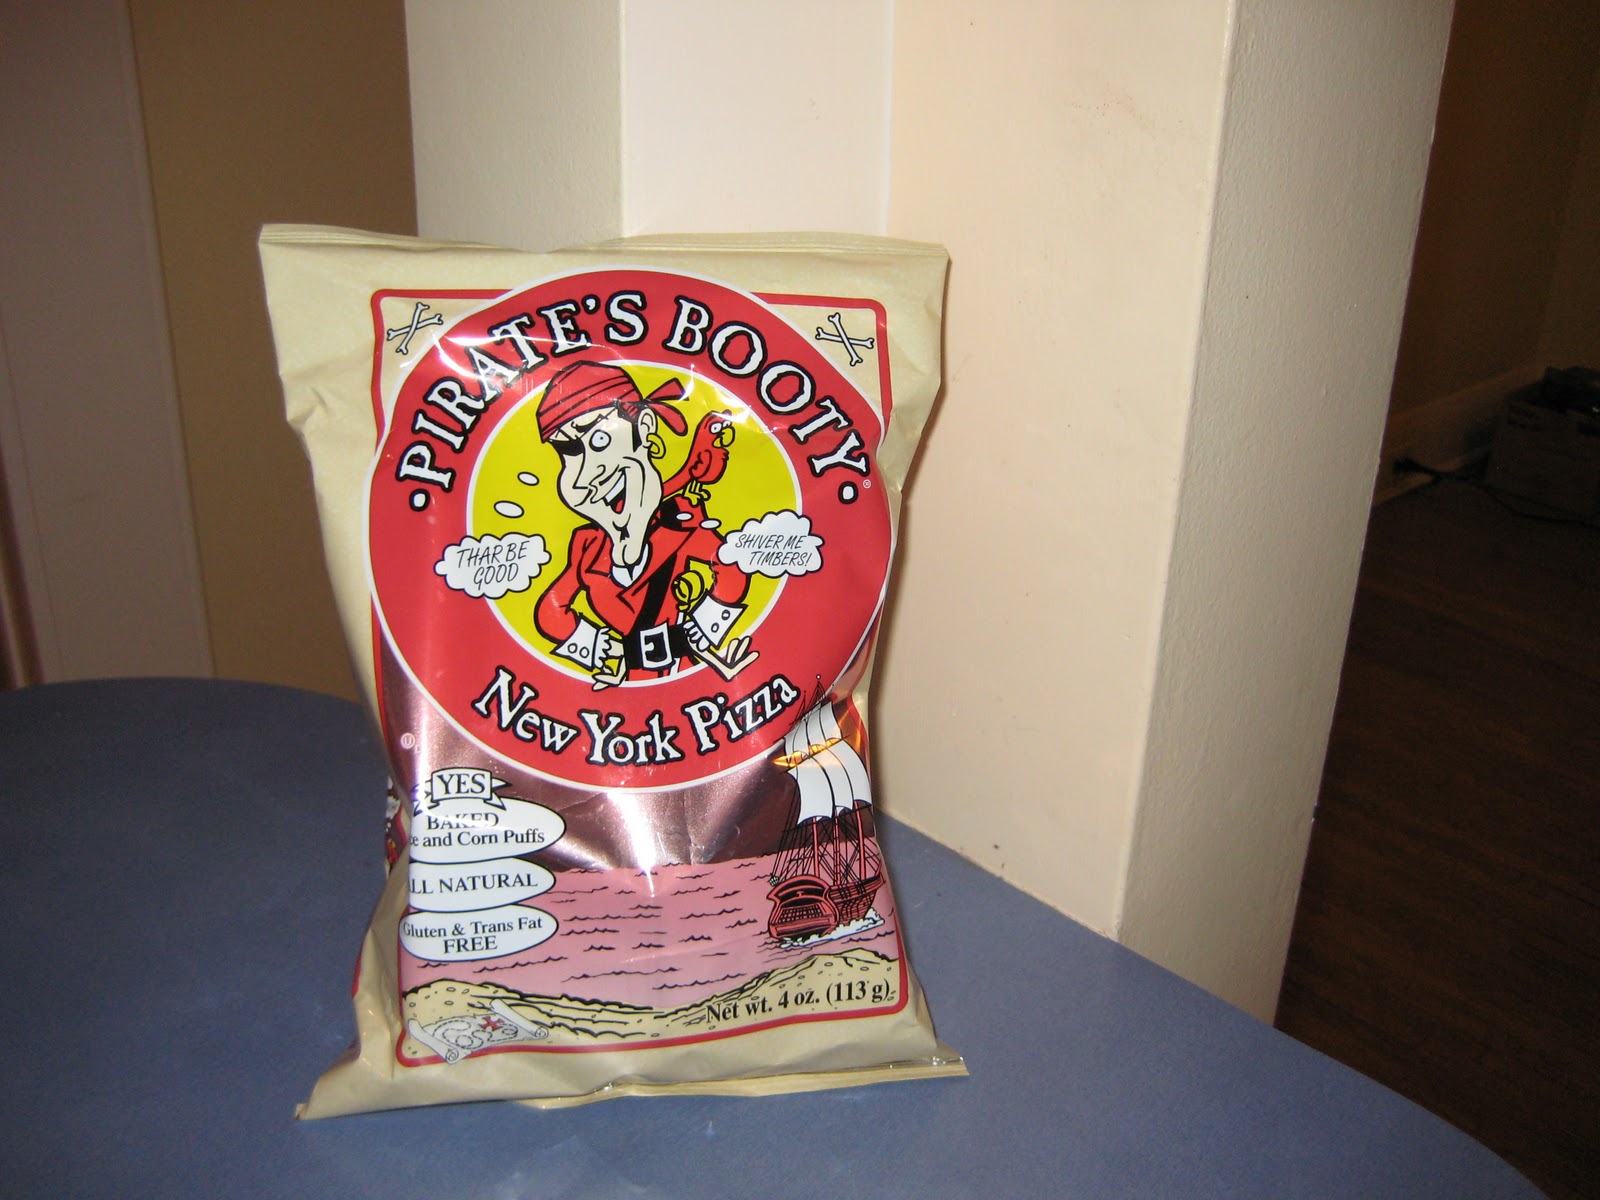 ·PIRATE'S BOOTY·®
THAR BE
GOOD
SHIVER ME
TIMBERS!
New York Pizza
YES
BAKED
and Corn Puffs
ALL NATURAL
Gluten & Trans Fat
FREE
Net wt. 4 oz. (113 g)